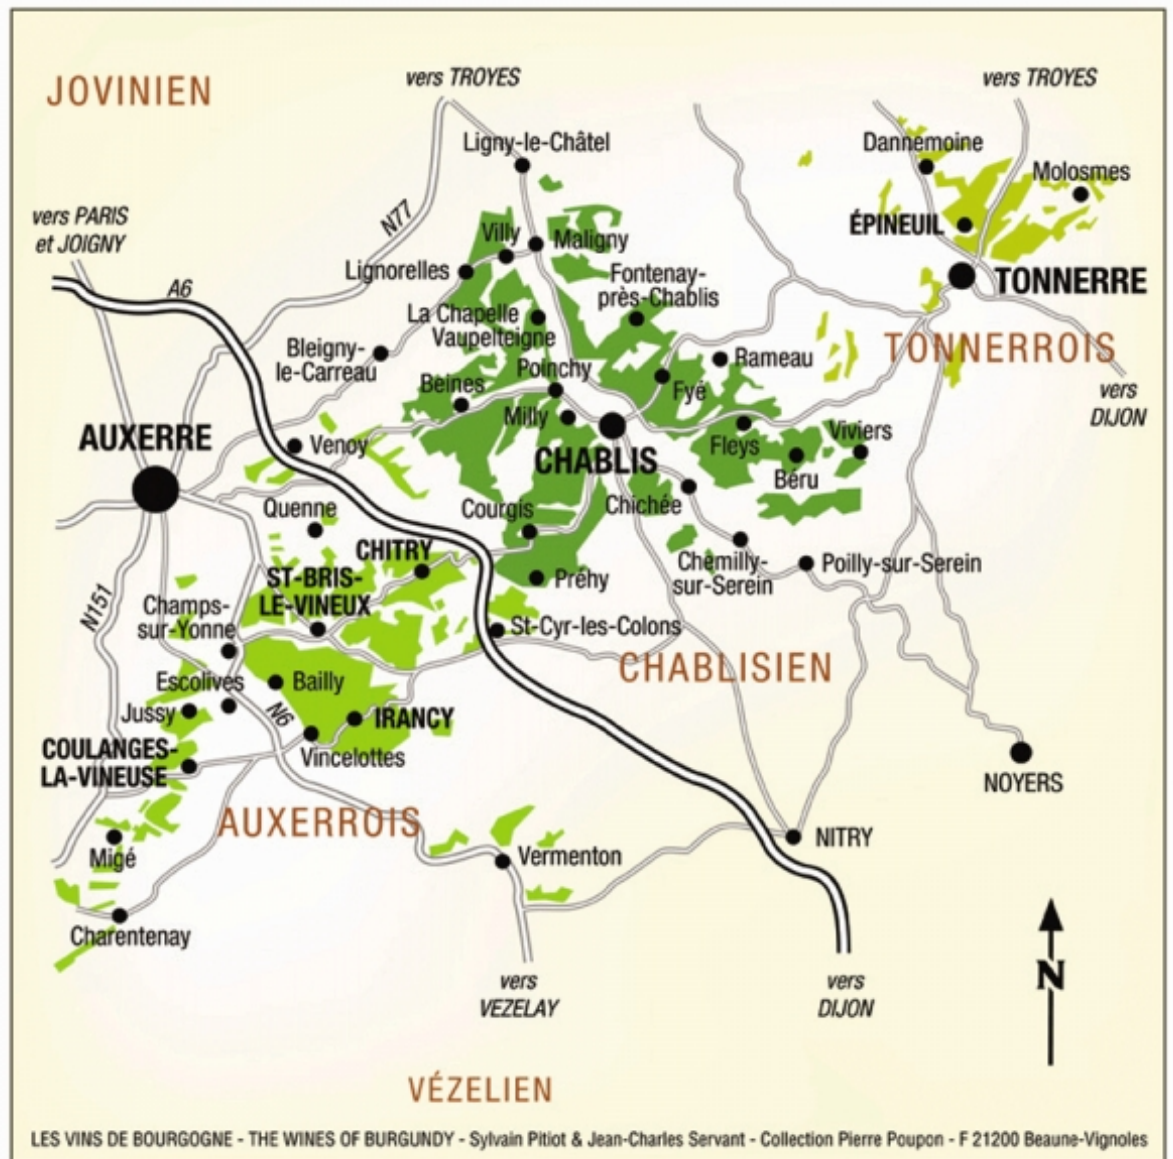 JOVINIEN
vers TROYES
vers TROYES
Ligny-le-Châtel
Dannemoine
Molosmes
vers PARIS
et JOIGNY
N77
ÉPINEUIL
Villy
Maligny
Lignorelles
Fontenay-
près-Chablis
TONNERRE
A6
La Chapelle
Vaupelteigne
TONNERROIS
Bleigny-
le-Carreau
Poinchy
Rameau
Beines
Fyé
vers
DIJON
Milly
AUXERRE
Venoy
CHABLIS
Fleys
Viviers
Béru
Quenne
Courgis
Chichée
CHITRY
Chemilly-
sur-Serein
Poilly-sur-Serein
ST-BRIS-
LE-VINEUX
Préhy
N151
Champs-
sur-Yonne
St-Cyr-les-Colons
CHABLISIEN
Escolives
Bailly
Jussy
N6
IRANCY
COULANGES-
LA-VINEUSE
Vincelottes
NOYERS
AUXERROIS
NITRY
Migé
Vermenton
Charentenay
N
vers
VEZELAY
vers
DIJON
VÉZELIEN
LES VINS DE BOURGOGNE - THE WINES OF BURGUNDY - Sylvain Pitiot & Jean-Charles Servant - Collection Pierre Poupon - F 21200 Beaune-Vignoles